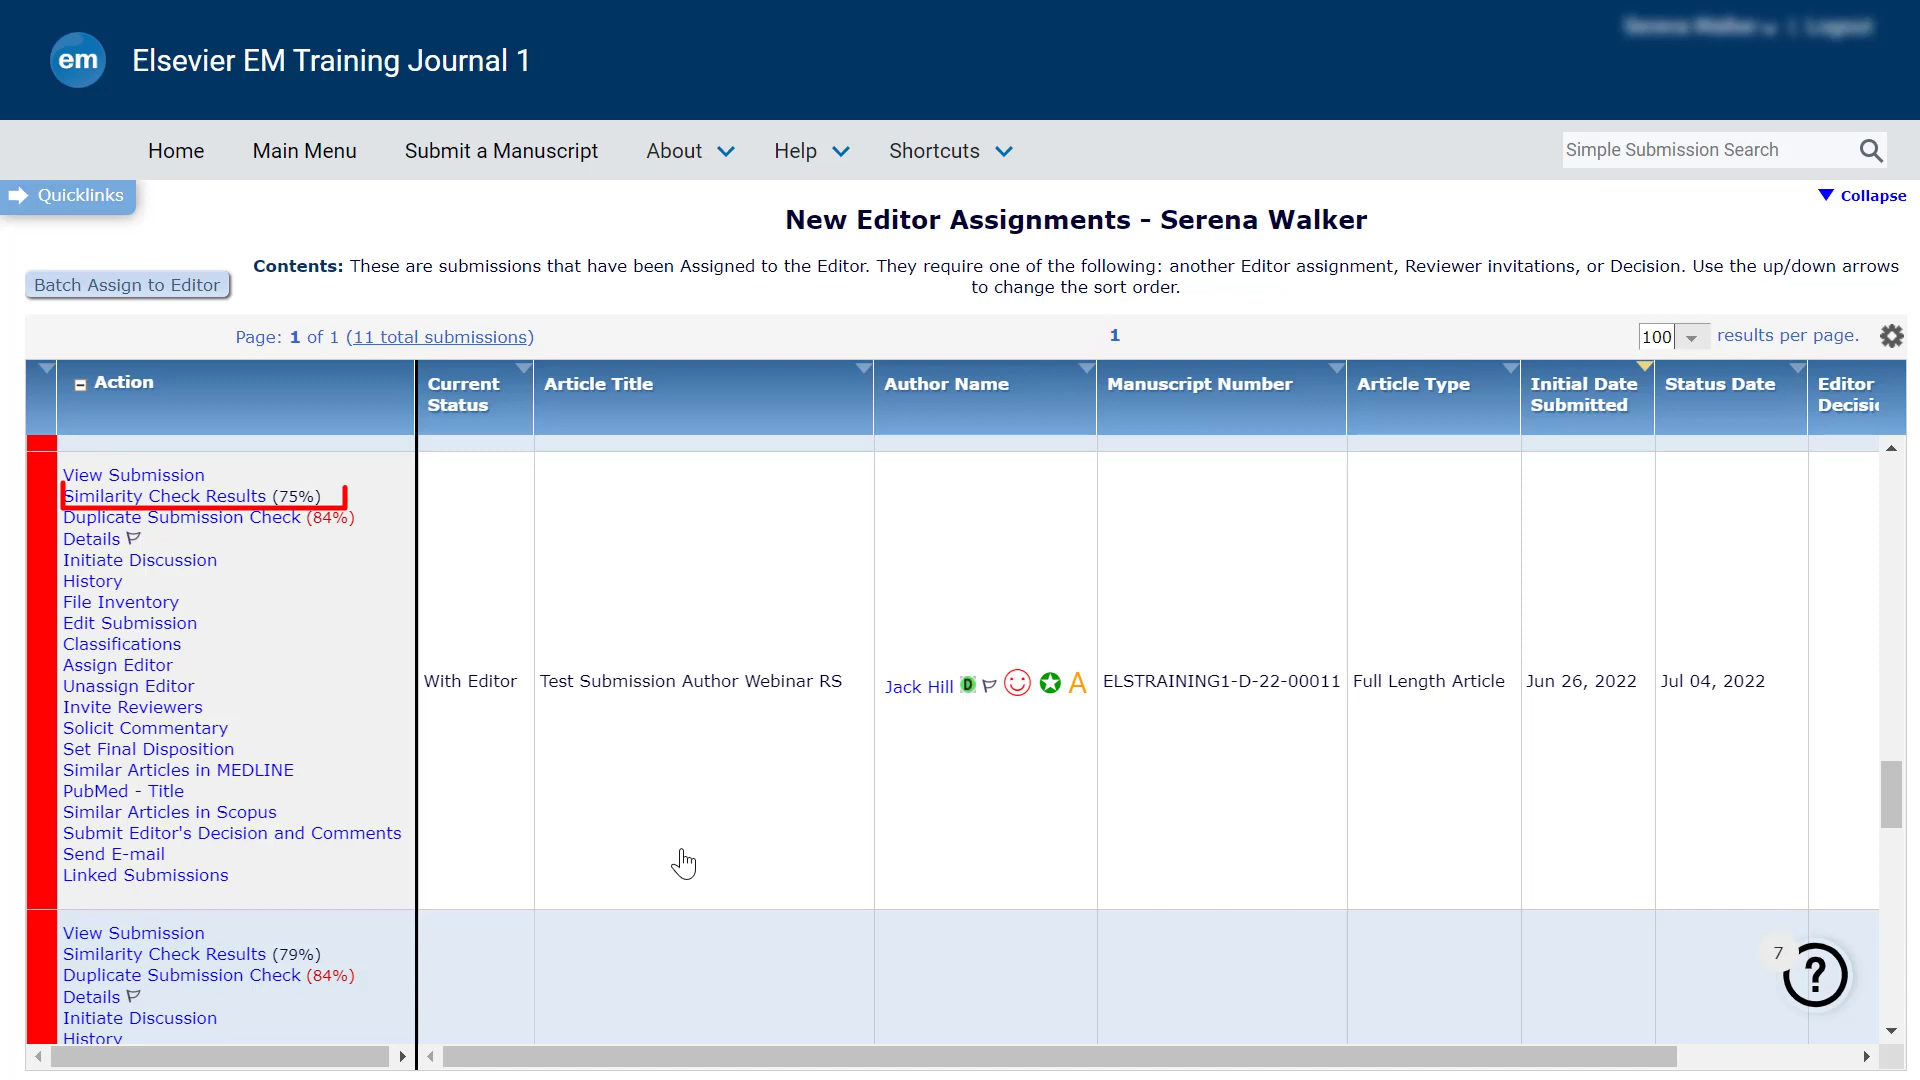 Serena Walker | Logout
em Elsevier EM Training Journal 1
Home Main Menu Submit a Manuscript About Help Shortcuts Simple Submission Search
Quicklinks
Collapse
New Editor Assignments - Serena Walker
Batch Assign to Editor
Contents: These are submissions that have been Assigned to the Editor. They require one of the following: another Editor assignment, Reviewer invitations, or Decision. Use the up/down arrows
to change the sort order.
Page: 1 of 1 (11 total submissions) 1 100 results per page.
Action Current Status Article Title Author Name Manuscript Number Article Type Initial Date Submitted Status Date Editor
View Submission
Similarity Check Results (75%)
Duplicate Submission Check (84%)
Details
Initiate Discussion
History
File Inventory
Edit Submission
Classifications
Assign Editor
Unassign Editor
Invite Reviewers
Solicit Commentary
Set Final Disposition
Similar Articles in MEDLINE
PubMed - Title
Similar Articles in Scopus
Submit Editor's Decision and Comments
Send E-mail
Linked Submissions
With Editor Test Submission Author Webinar RS Jack Hill D A ELSTRAINING1-D-22-00011 Full Length Article Jun 26, 2022 Jul 04, 2022
View Submission
Similarity Check Results (79%)
Duplicate Submission Check (84%)
Details
Initiate Discussion
History
7 ?